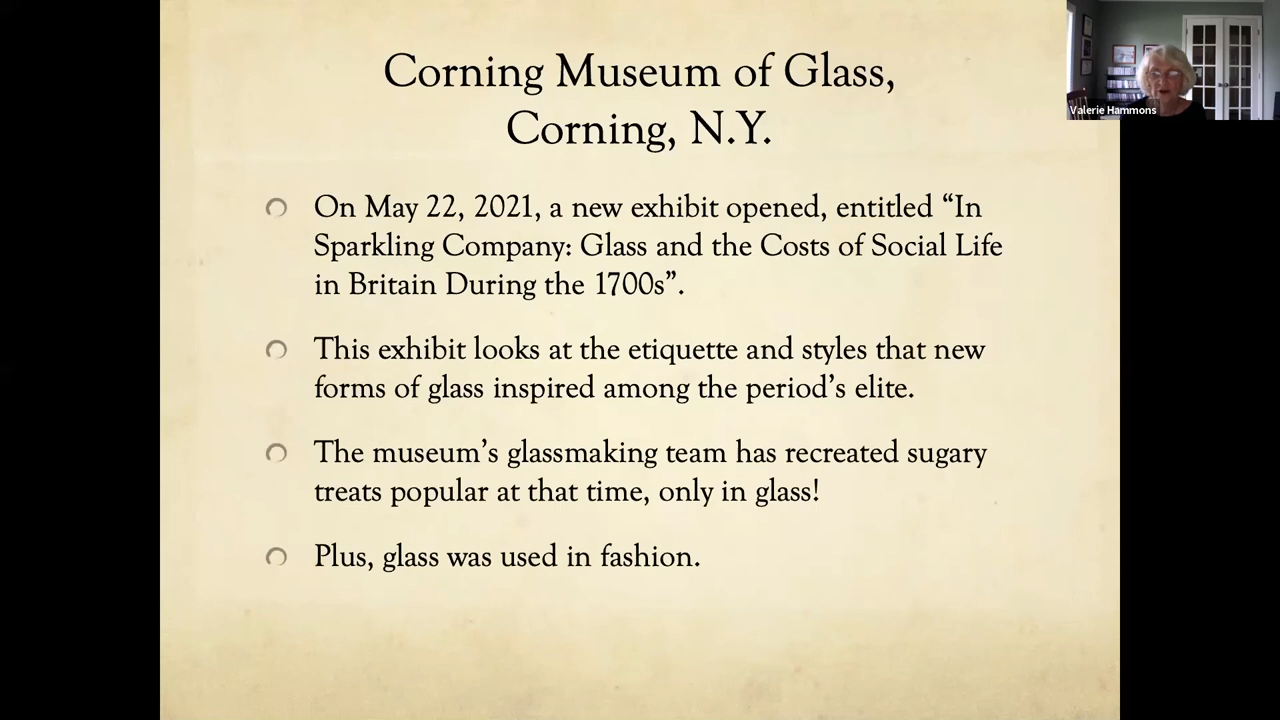 Corning Museum of Glass,
Corning, N.Y.
On May 22, 2021, a new exhibit opened, entitled “In
Sparkling Company: Glass and the Costs of Social Life
in Britain During the 1700s”.
This exhibit looks at the etiquette and styles that new
forms of glass inspired among the period’s elite.
The museum’s glassmaking team has recreated sugary
treats popular at that time, only in glass!
Plus, glass was used in fashion.
Valerie Hammons